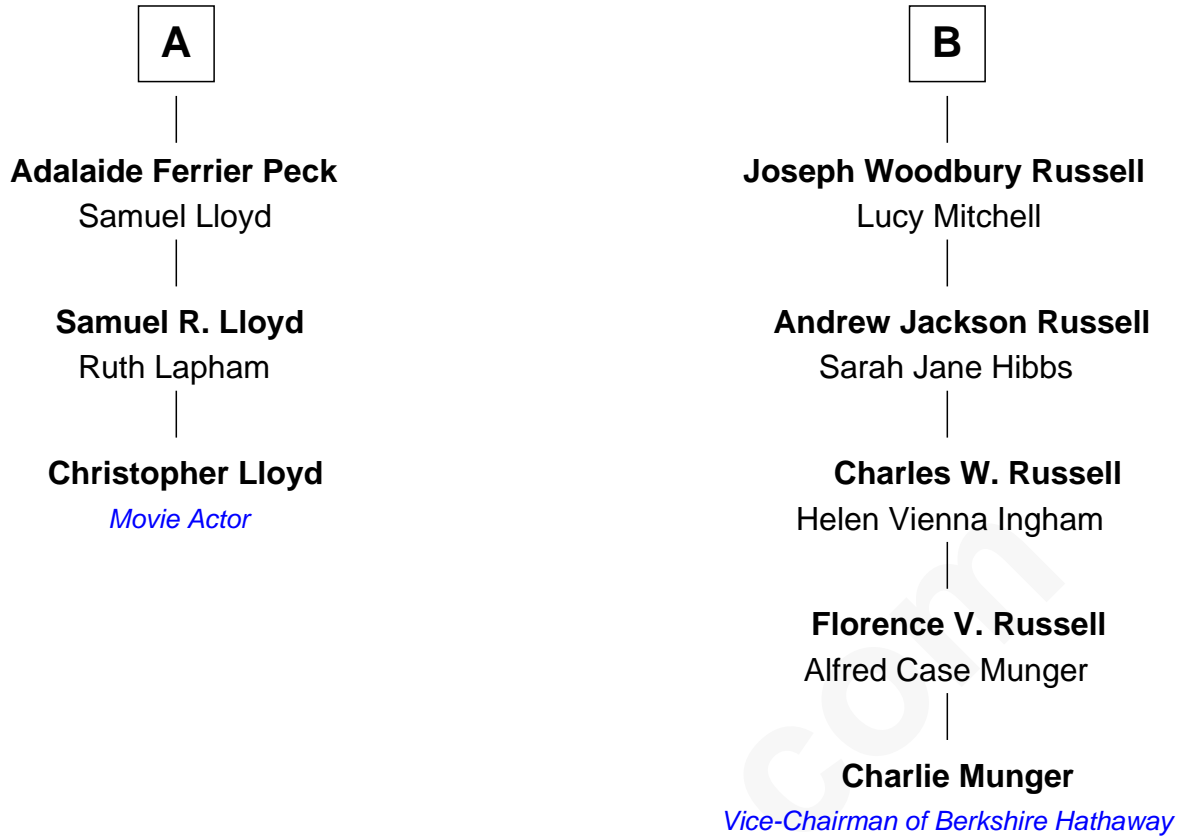 A
Adalaide Ferrier Peck
Samuel Lloyd
Samuel R. Lloyd
Ruth Lapham
Christopher Lloyd
Movie Actor
B
Joseph Woodbury Russell
Lucy Mitchell
Andrew Jackson Russell
Sarah Jane Hibbs
Charles W. Russell
Helen Vienna Ingham
Florence V. Russell
Alfred Case Munger
Charlie Munger
Vice-Chairman of Berkshire Hathaway
com